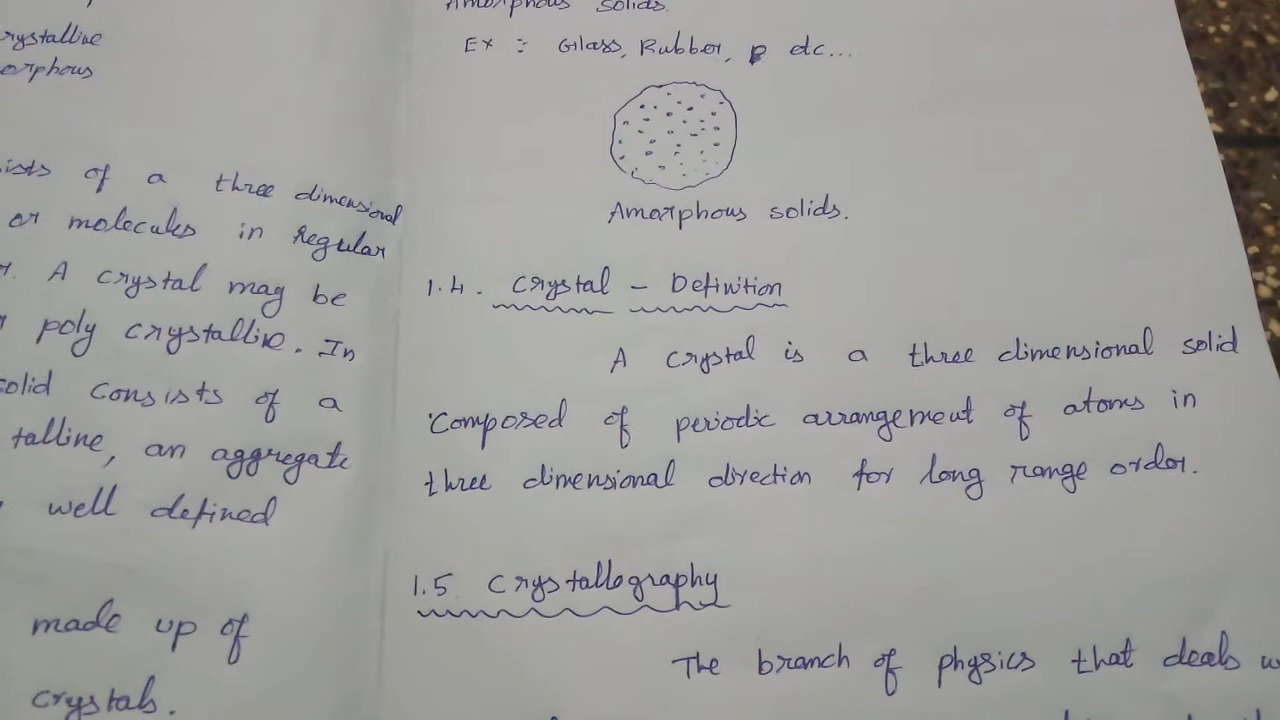 rystalline
orphous
ists of a three dimensional
or molecules in regular
A crystal may be
poly crystalline. In
solid consists of a
talline, an aggregate
well defined
made up of
crystals.
Amorphous solids.
Ex : Glass, Rubber, etc...
Amorphous solids.
1.4. Crystal - Definition
A crystal is a three dimensional solid
composed of periodic arrangement of atoms in
three dimensional direction for long range order.
1.5 Crystallography
The branch of physics that deals w